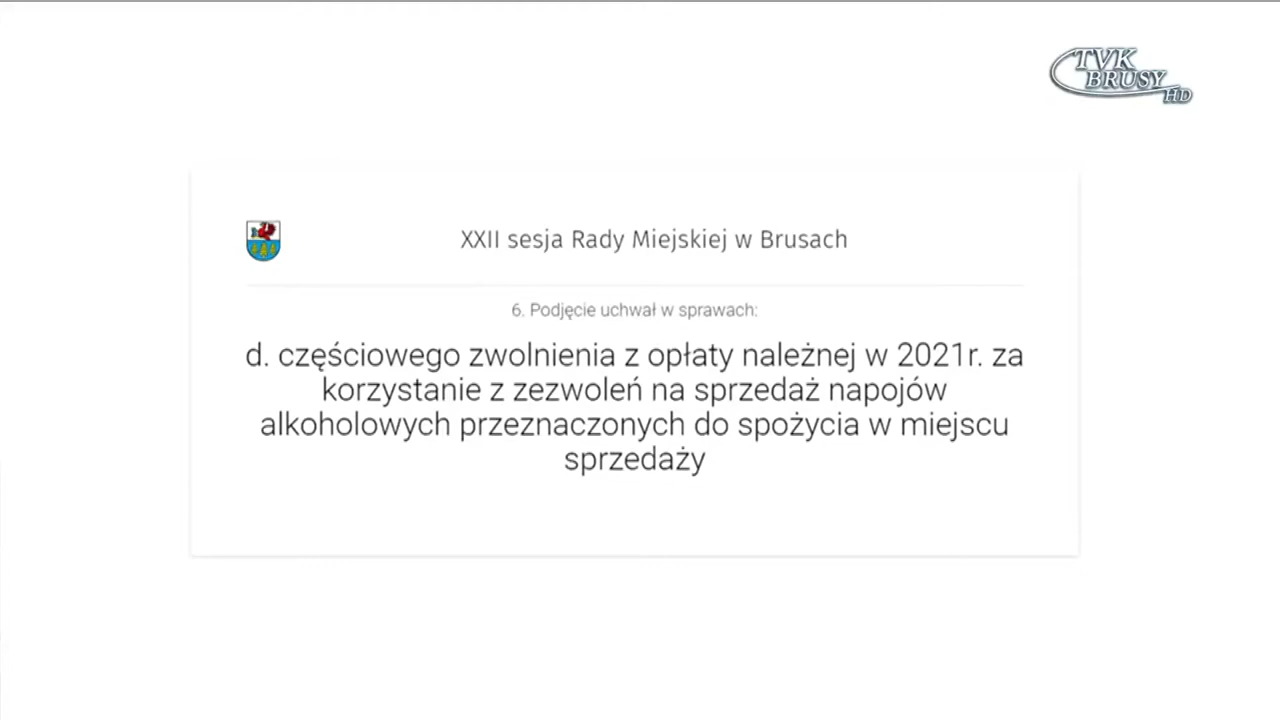 TVK
BRUSY
HD
XXII sesja Rady Miejskiej w Brusach
6. Podjęcie uchwał w sprawach:
d. częściowego zwolnienia z opłaty należnej w 2021r. za
korzystanie z zezwoleń na sprzedaż napojów
alkoholowych przeznaczonych do spożycia w miejscu
sprzedaży